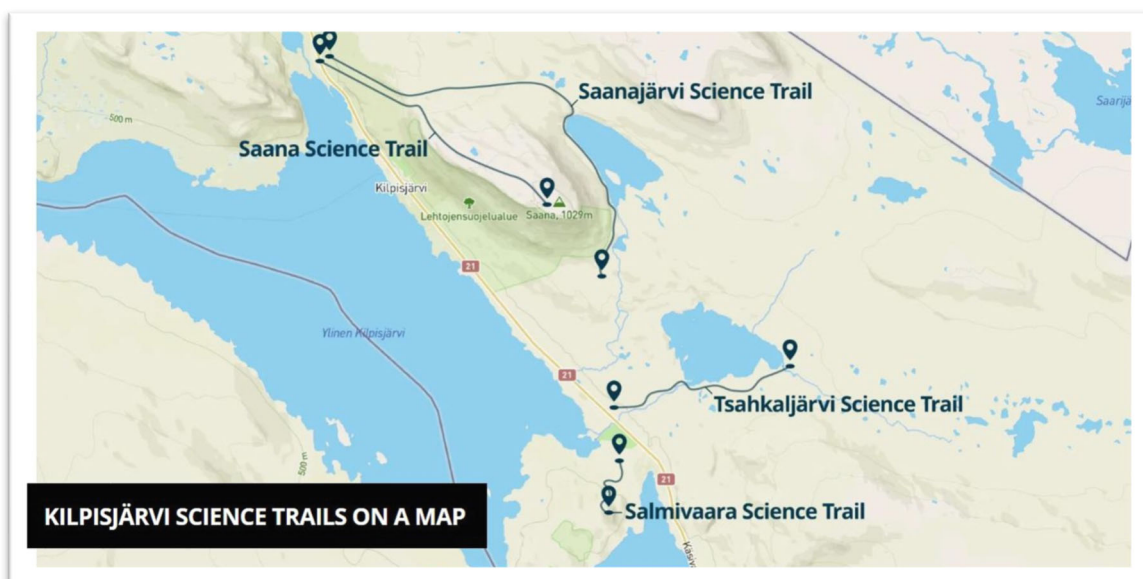 Saanajärvi Science Trail
500 m
Saana Science Trail
Kilpisjärvi
Lehtojensuojelualue
Saana, 1029m
21
Ylinen Kilpisjärvi
21
Tsahkaljärvi Science Trail
500 m
21
Salmivaara Science Trail
KILPISJÄRVI SCIENCE TRAILS ON A MAP